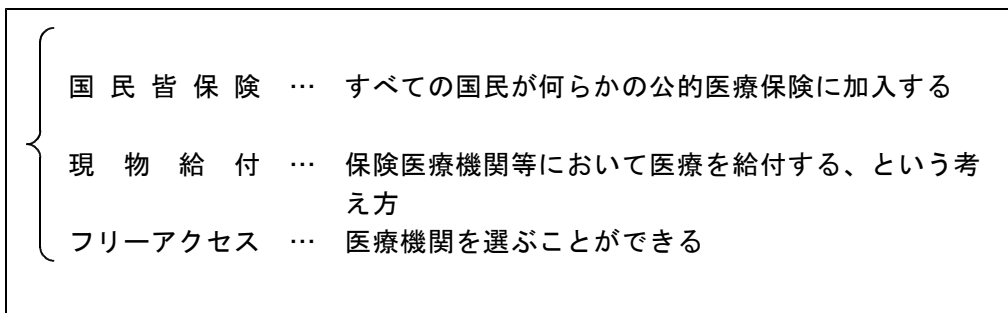 国民皆保険 … すべての国民が何らかの公的医療保険に加入する
現物給付 … 保険医療機関等において医療を給付する、という考
え方
フリーアクセス … 医療機関を選ぶことができる